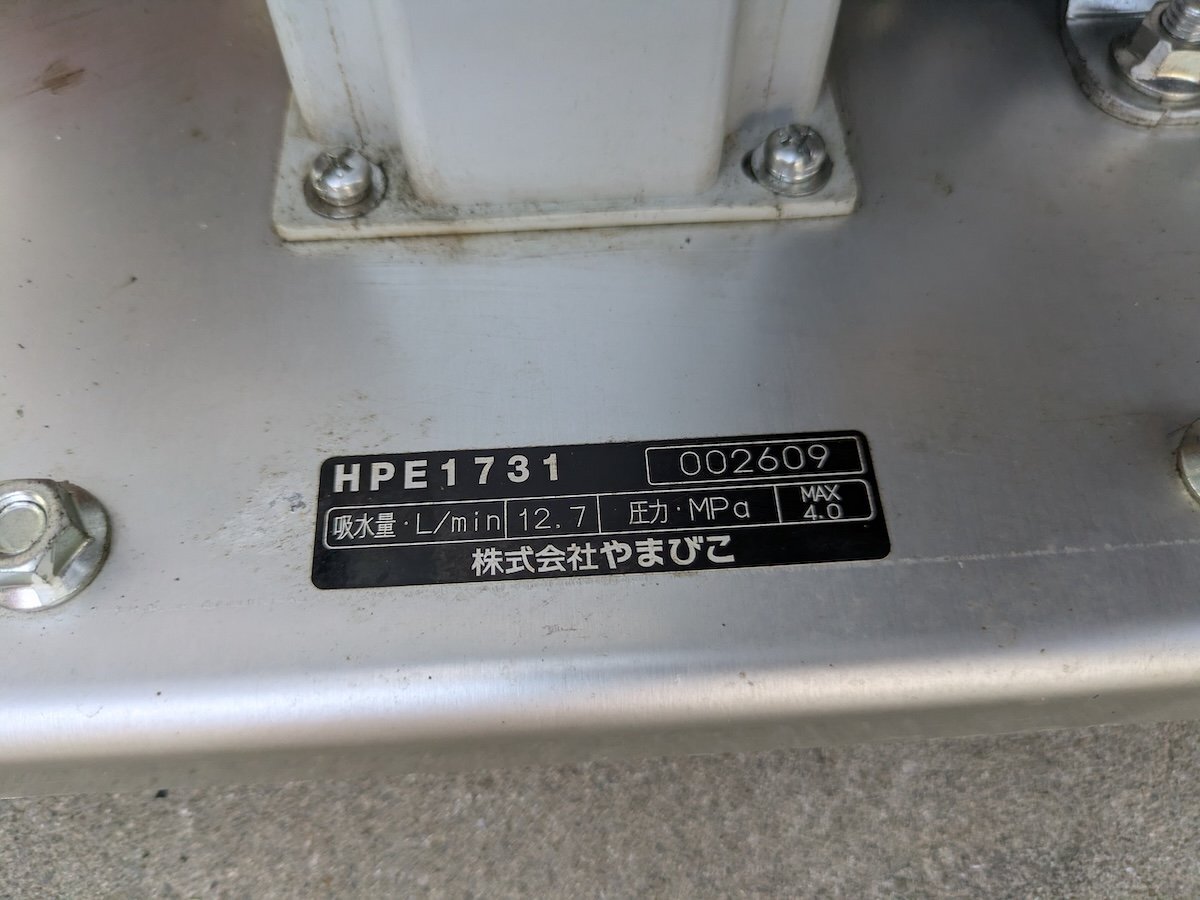 HPE1731 002609
吸水量・L/min 12.7 圧力・MPa MAX 4.0
株式会社やまびこ